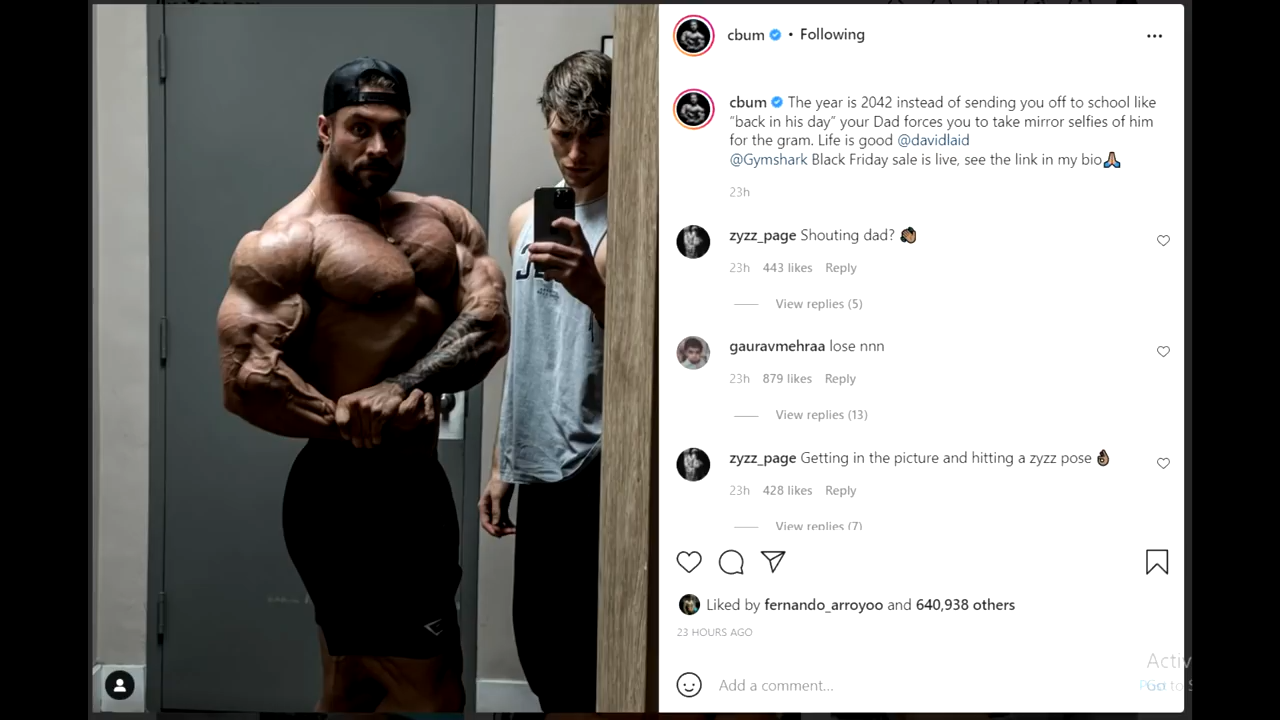 cbum • Following
cbum The year is 2042 instead of sending you off to school like
“back in his day” your Dad forces you to take mirror selfies of him
for the gram. Life is good @davidlaid
@Gymshark Black Friday sale is live, see the link in my bio🙏🏼
23h
zyzz_page Shouting dad? 👏🏽
23h 443 likes Reply
View replies (5)
gauravmehraa lose nnn
23h 879 likes Reply
View replies (13)
zyzz_page Getting in the picture and hitting a zyzz pose 👌🏽
23h 428 likes Reply
View replies (7)
Liked by fernando_arroyoo and 640,938 others
23 HOURS AGO
Add a comment...